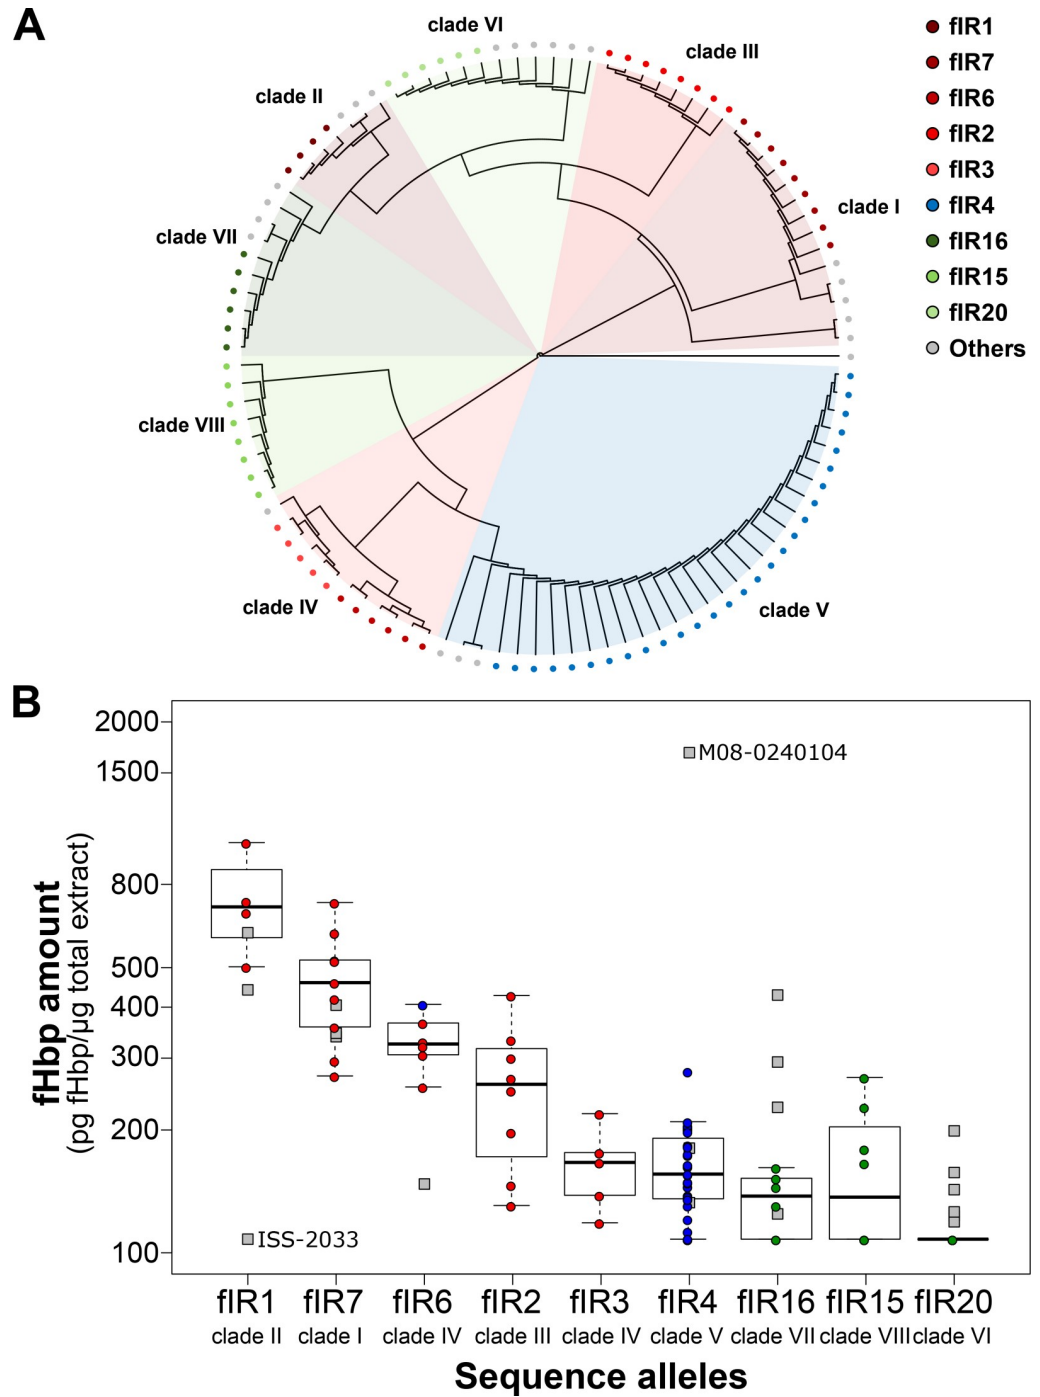 A
clade VI
clade III
clade II
clade I
clade VII
clade VIII
clade IV
clade V
fIR1
fIR7
fIR6
fIR2
fIR3
fIR4
fIR16
fIR15
fIR20
Others
B
fHbp amount
(pg fHbp/µg total extract)
2000
1500
800
500
400
300
200
100
M08-0240104
ISS-2033
fIR1 fIR7 fIR6 fIR2 fIR3 fIR4 fIR16 fIR15 fIR20
clade II clade I clade IV clade III clade IV clade V clade VII clade VIII clade VI
Sequence alleles